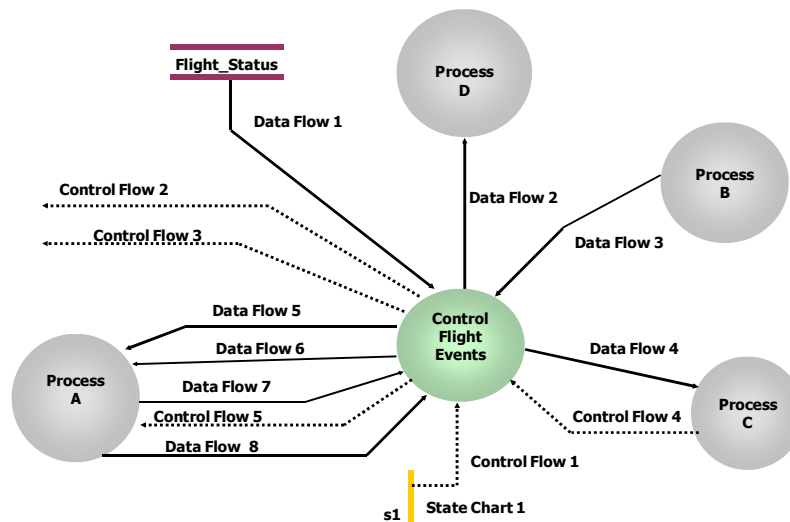 Flight_Status
Process
D
Data Flow 1
Process
B
Control Flow 2
Data Flow 2
Control Flow 3
Data Flow 3
Data Flow 5
Control
Flight
Events
Data Flow 6
Data Flow 4
Process
A
Data Flow 7
Control Flow 5
Control Flow 4
Process
C
Data Flow  8
Control Flow 1
s1
State Chart 1